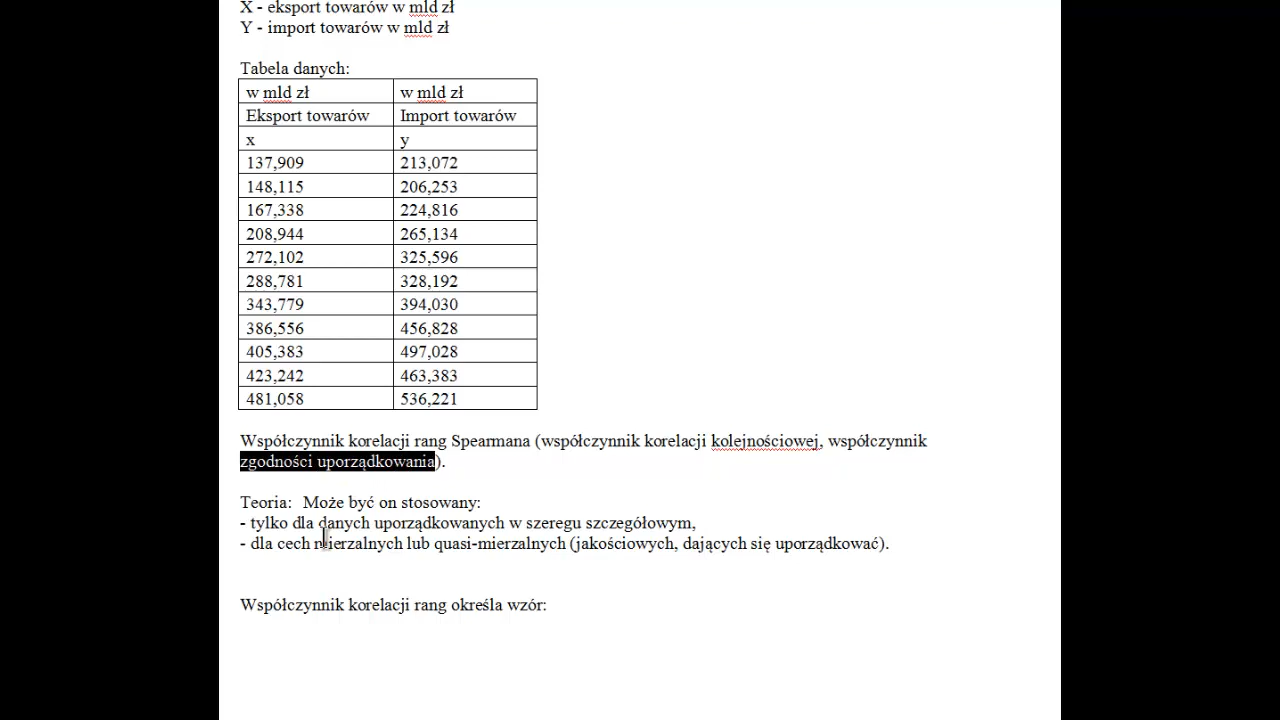 X - eksport towarów w mld zł
Y - import towarów w mld zł
Tabela danych:
w mld zł w mld zł
Eksport towarów Import towarów
x y
137,909 213,072
148,115 206,253
167,338 224,816
208,944 265,134
272,102 325,596
288,781 328,192
343,779 394,030
386,556 456,828
405,383 497,028
423,242 463,383
481,058 536,221
Współczynnik korelacji rang Spearmana (współczynnik korelacji kolejnościowej, współczynnik
zgodności uporządkowania).
Teoria: Może być on stosowany:
- tylko dla danych uporządkowanych w szeregu szczegółowym,
- dla cech mierzalnych lub quasi-mierzalnych (jakościowych, dających się uporządkować).
Współczynnik korelacji rang określa wzór: